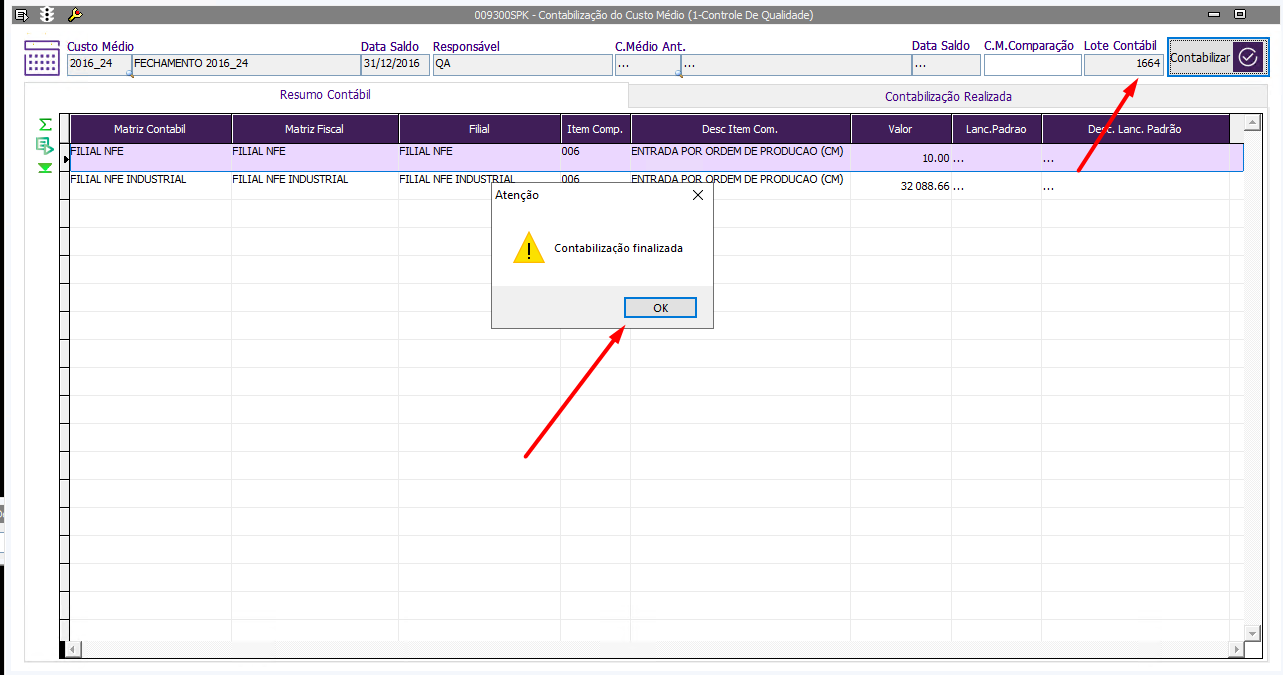 009300SPK - Contabilização do Custo Médio (1-Controle De Qualidade)
Custo Médio Data Saldo Responsável C.Médio Ant. Data Saldo C.M.Comparação Lote Contábil
2016_24 FECHAMENTO 2016_24 31/12/2016 QA ... ... ... 1664 Contabilizar
Resumo Contábil Contabilização Realizada
Matriz Contabil Matriz Fiscal Filial Item Comp. Desc Item Com. Valor Lanc.Padrao Desc. Lanc. Padrão
FILIAL NFE FILIAL NFE FILIAL NFE 006 ENTRADA POR ORDEM DE PRODUCAO (CM) 10.00 ... ...
FILIAL NFE INDUSTRIAL FILIAL NFE INDUSTRIAL FILIAL NFE INDUSTRIAL 006 ENTRADA POR ORDEM DE PRODUCAO (CM) 32 088.66 ... ...
Atenção
Contabilização finalizada
OK